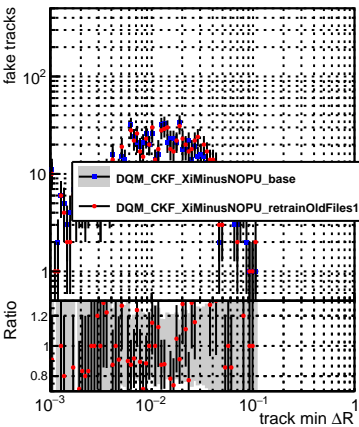 fake tracks
10²
10
1
DQM_CKF_XiMinusNOPU_base
DQM_CKF_XiMinusNOPU_retrainOldFiles1
Ratio
1.2
1
0.8
10⁻³
10⁻²
10⁻¹
1
track min ΔR